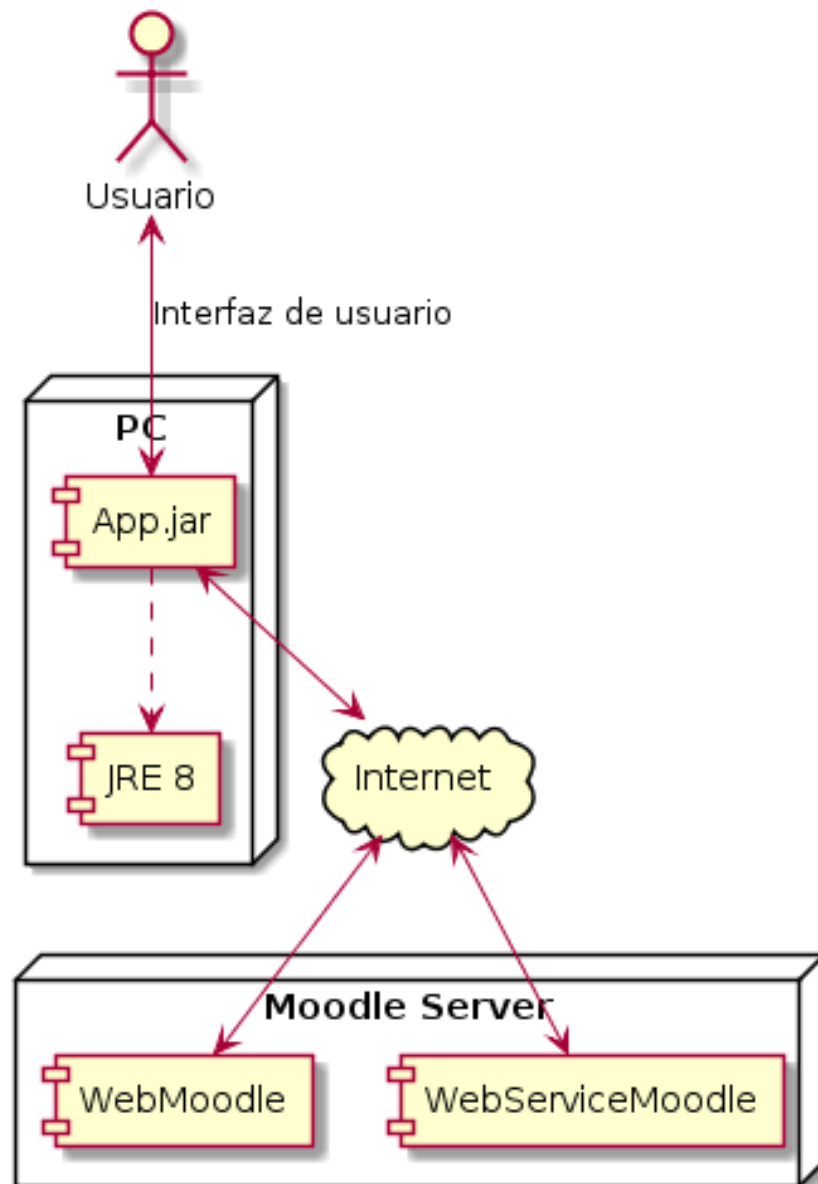 Usuario
Interfaz de usuario
PC
App.jar
JRE 8
Internet
Moodle Server
WebMoodle
WebServiceMoodle